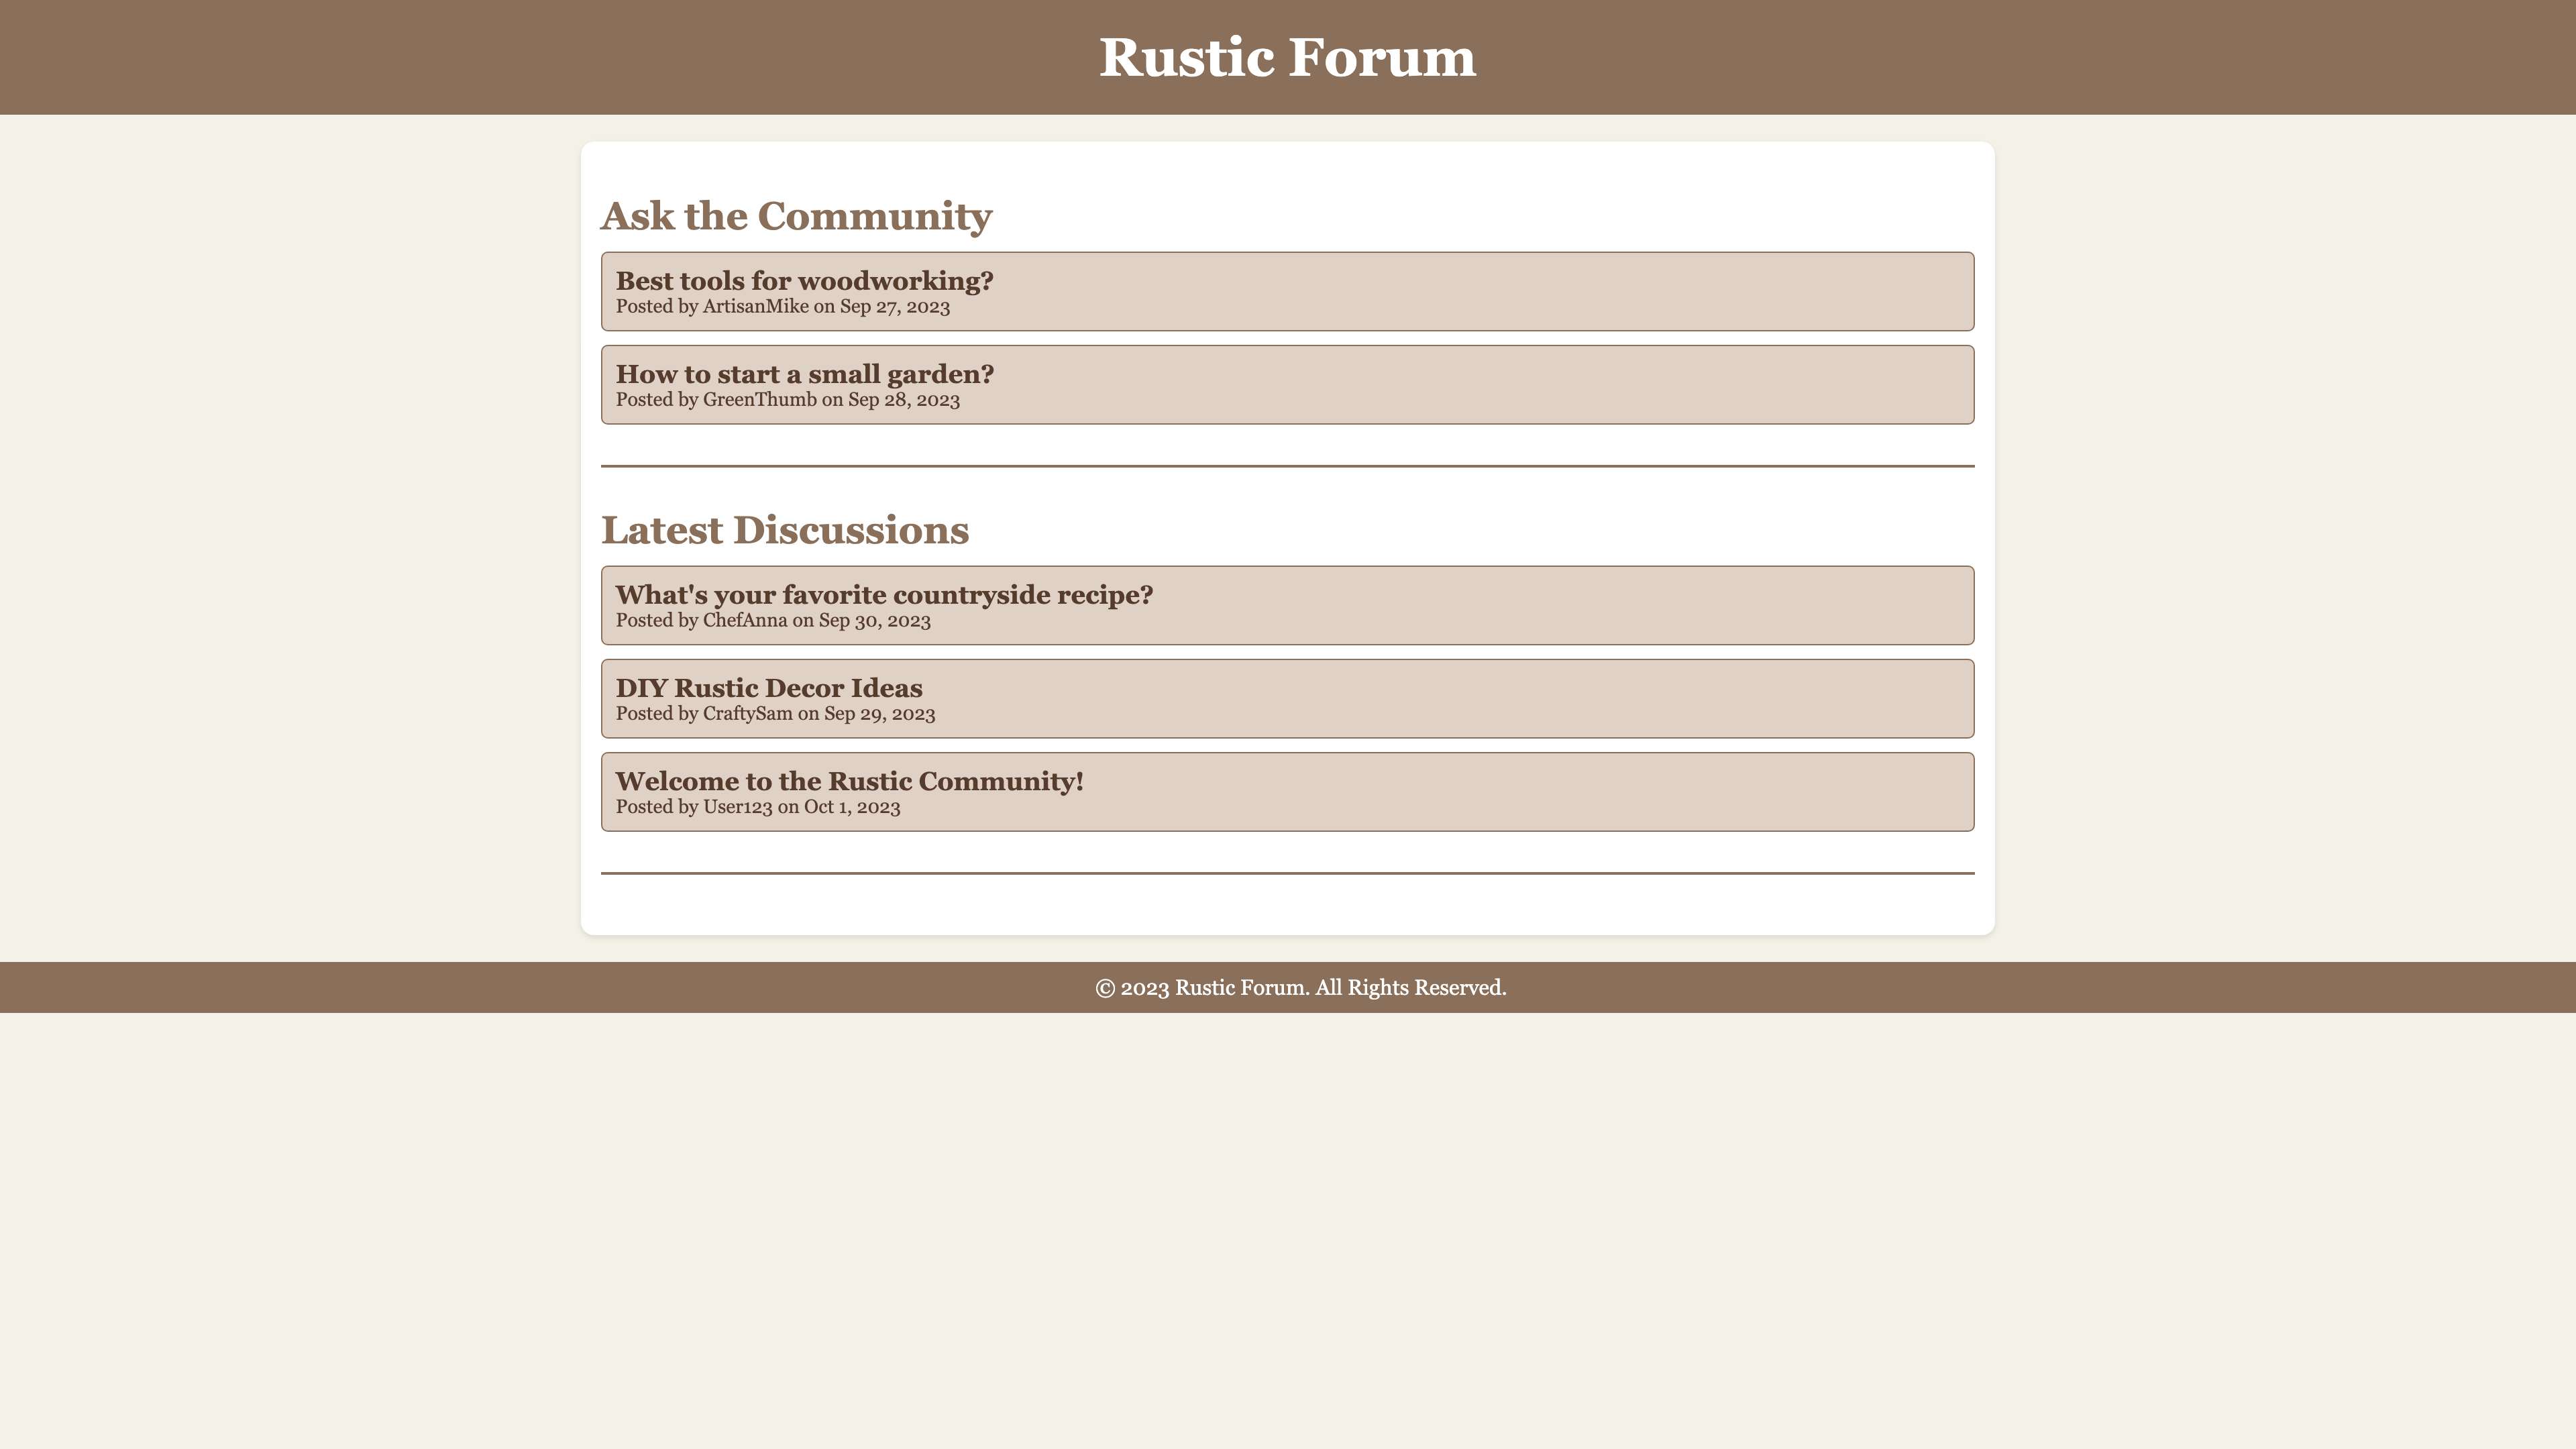 Rustic Forum
Ask the Community
Best tools for woodworking?
Posted by ArtisanMike on Sep 27, 2023
How to start a small garden?
Posted by GreenThumb on Sep 28, 2023
Latest Discussions
What's your favorite countryside recipe?
Posted by ChefAnna on Sep 30, 2023
DIY Rustic Decor Ideas
Posted by CraftySam on Sep 29, 2023
Welcome to the Rustic Community!
Posted by User123 on Oct 1, 2023
© 2023 Rustic Forum. All Rights Reserved.